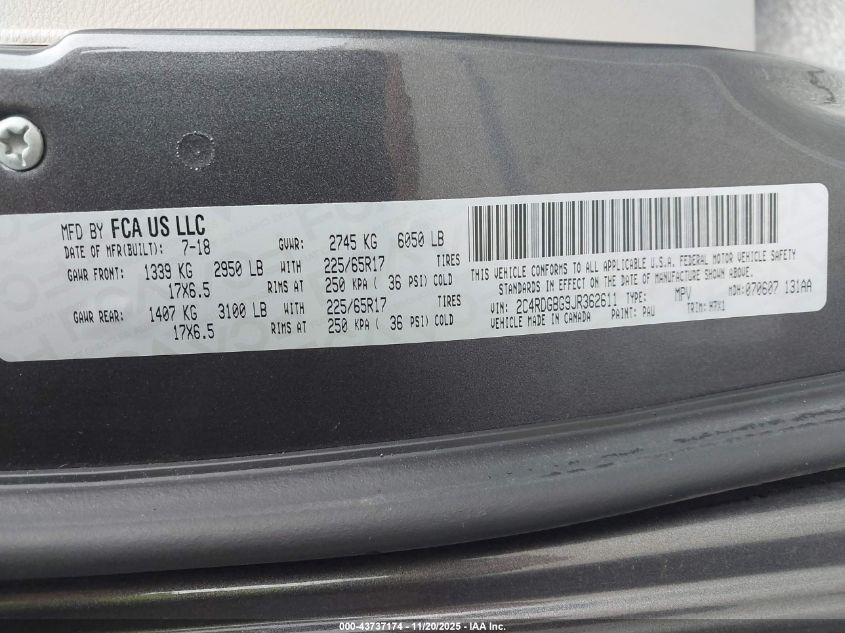 MFD BY FCA US LLC
DATE OF MFR(BUILT): 7-18 GVWR: 2745 KG 6050 LB
GAWR FRONT: 1339 KG 2950 LB WITH 225/65R17 TIRES
17X6.5 RIMS AT 250 KPA ( 36 PSI) COLD
GAWR REAR: 1407 KG 3100 LB WITH 225/65R17 TIRES
17X6.5 RIMS AT 250 KPA ( 36 PSI) COLD
THIS VEHICLE CONFORMS TO ALL APPLICABLE U.S.A. FEDERAL MOTOR VEHICLE SAFETY
STANDARDS IN EFFECT ON THE DATE OF MANUFACTURE SHOWN ABOVE.
VIN: 2C4RDGBG9JR362611 TYPE: MPV MDH: 070607 131AA
VEHICLE MADE IN CANADA PAINT: PAU TRIM:
000-43737174 — 11/20/2025 — IAA Inc.